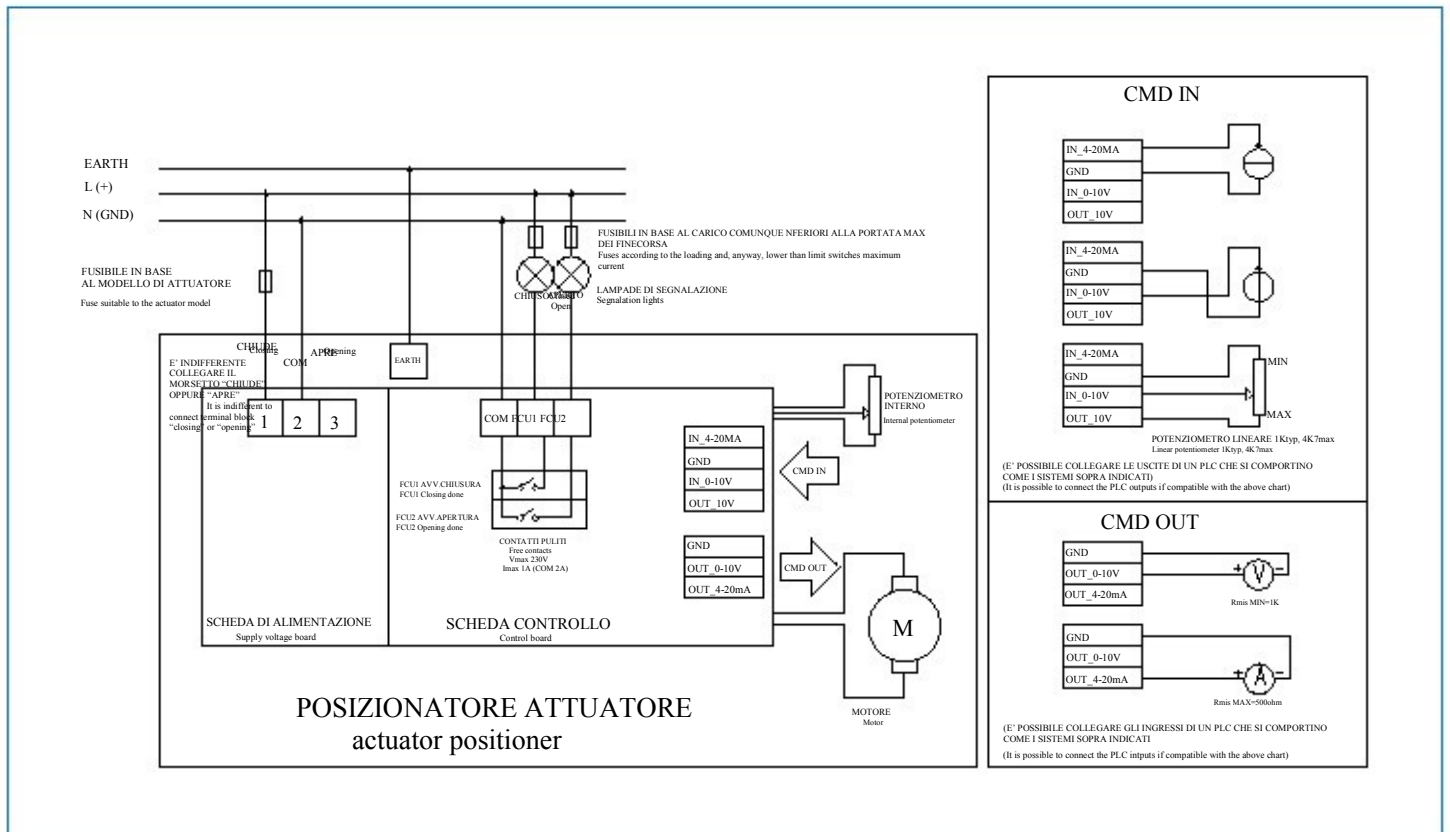 EARTH
L (+)
N (GND)
FUSIBILE IN BASE
AL MODELLO DI ATTUATORE
Fuse suitable to the actuator model
FUSIBILI IN BASE AL CARICO COMUNQUE NFERIORI ALLA PORTATA MAX
DEI FINECORSA
Fuses according to the loading and, anyway, lower than limit switches maximum
current
LAMPADE DI SEGNALAZIONE
Segnalation lights
CHIUSO
Open
CHIUDE
Closing
COM
APRE
Opening
EARTH
E' INDIFFERENTE
COLLEGARE IL
MORSETTO “CHIUDE”
OPPURE “APRE”
It is indifferent to
connect terminal block
“closing” or “opening”
1 2 3
COM FCU1 FCU2
FCU1 AVV.CHIUSURA
FCU1 Closing done
FCU2 AVV.APERTURA
FCU2 Opening done
CONTATTI PULITI
Free contacts
Vmax 230V
Imax 1A (COM 2A)
POTENZIOMETRO
INTERNO
Internal potentiometer
IN_4-20MA
GND
IN_0-10V
OUT_10V
CMD IN
GND
OUT_0-10V
OUT_4-20mA
CMD OUT
M
MOTORE
Motor
SCHEDA DI ALIMENTAZIONE
Supply voltage board
SCHEDA CONTROLLO
Control board
POSIZIONATORE ATTUATORE
actuator positioner
CMD IN
IN_4-20MA
GND
IN_0-10V
OUT_10V
IN_4-20MA
GND
IN_0-10V
OUT_10V
IN_4-20MA
GND
IN_0-10V
OUT_10V
MIN
MAX
POTENZIOMETRO LINEARE 1Ktyp, 4K7max
Linear potentiometer 1Ktyp, 4K7max
(E' POSSIBILE COLLEGARE LE USCITE DI UN PLC CHE SI COMPORTINO
COME I SISTEMI SOPRA INDICATI)
(It is possible to connect the PLC outputs if compatible with the above chart)
CMD OUT
GND
OUT_0-10V
OUT_4-20mA
+ V -
Rmis MIN=1K
GND
OUT_0-10V
OUT_4-20mA
+ A -
Rmis MAX=500ohm
(E' POSSIBILE COLLEGARE GLI INGRESSI DI UN PLC CHE SI COMPORTINO
COME I SISTEMI SOPRA INDICATI
(It is possible to connect the PLC intputs if compatible with the above chart)